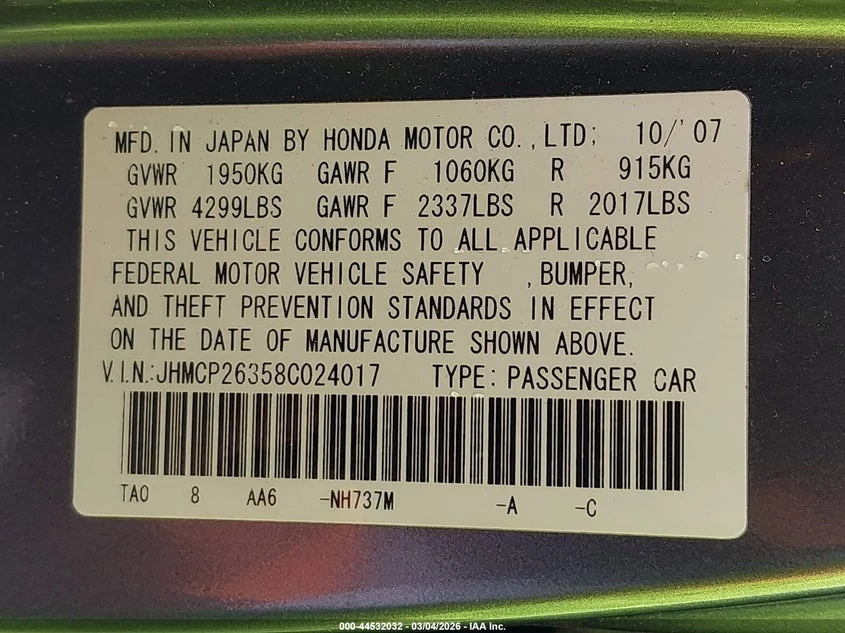 MFD. IN JAPAN BY HONDA MOTOR CO., LTD; 10/'07
GVWR 1950KG GAWR F 1060KG R 915KG
GVWR 4299LBS GAWR F 2337LBS R 2017LBS
THIS VEHICLE CONFORMS TO ALL APPLICABLE
FEDERAL MOTOR VEHICLE SAFETY , BUMPER,
AND THEFT PREVENTION STANDARDS IN EFFECT
ON THE DATE OF MANUFACTURE SHOWN ABOVE.
V.I.N.:JHMCP26358C024017 TYPE: PASSENGER CAR
TA0 8 AA6 -NH737M -A -C
000-44532032 - 03/04/2026 - IAA Inc.